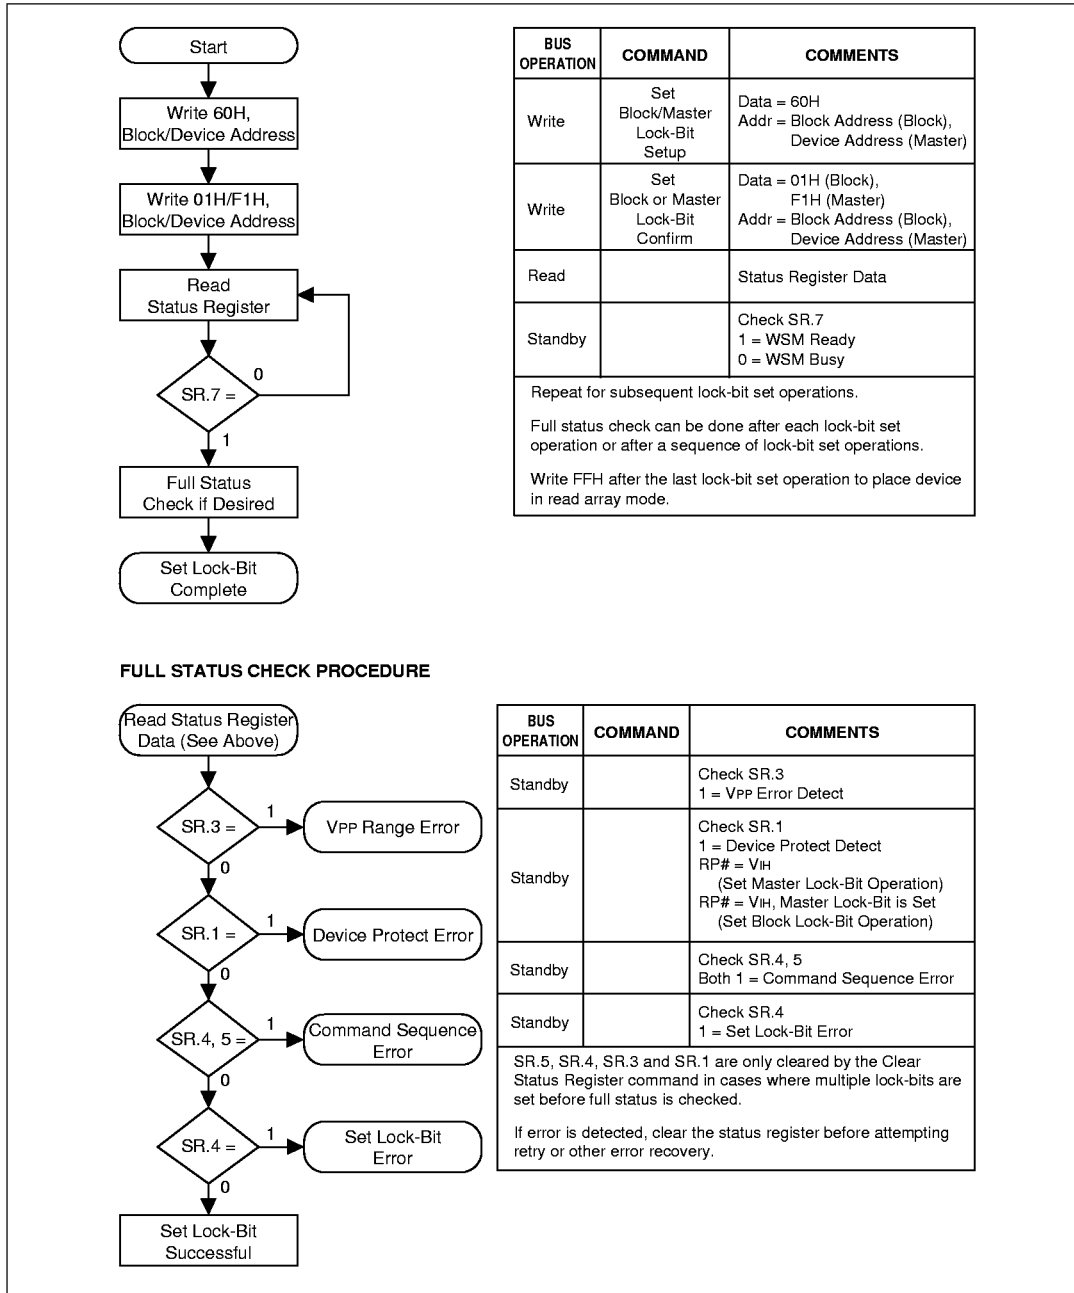 Start
Write 60H,
Block/Device Address
Write 01H/F1H,
Block/Device Address
Read
Status Register
0
SR.7 =
1
Full Status
Check if Desired
Set Lock-Bit
Complete
BUS OPERATION COMMAND COMMENTS
Write
Set
Block/Master
Lock-Bit
Setup
Data = 60H
Addr = Block Address (Block),
Device Address (Master)
Write
Set
Block or Master
Lock-Bit
Confirm
Data = 01H (Block),
F1H (Master)
Addr = Block Address (Block),
Device Address (Master)
Read
Status Register Data
Standby
Check SR.7
1 = WSM Ready
0 = WSM Busy
Repeat for subsequent lock-bit set operations.
Full status check can be done after each lock-bit set
operation or after a sequence of lock-bit set operations.
Write FFH after the last lock-bit set operation to place device
in read array mode.
FULL STATUS CHECK PROCEDURE
Read Status Register
Data (See Above)
SR.3 =
1
VPP Range Error
0
SR.1 =
1
Device Protect Error
0
SR.4, 5 =
1
Command Sequence
Error
0
SR.4 =
1
Set Lock-Bit
Error
0
Set Lock-Bit
Successful
BUS OPERATION COMMAND COMMENTS
Standby
Check SR.3
1 = VPP Error Detect
Standby
Check SR.1
1 = Device Protect Detect
RP# = VIH
(Set Master Lock-Bit Operation)
RP# = VIH, Master Lock-Bit is Set
(Set Block Lock-Bit Operation)
Standby
Check SR.4, 5
Both 1 = Command Sequence Error
Standby
Check SR.4
1 = Set Lock-Bit Error
SR.5, SR.4, SR.3 and SR.1 are only cleared by the Clear
Status Register command in cases where multiple lock-bits are
set before full status is checked.
If error is detected, clear the status register before attempting
retry or other error recovery.